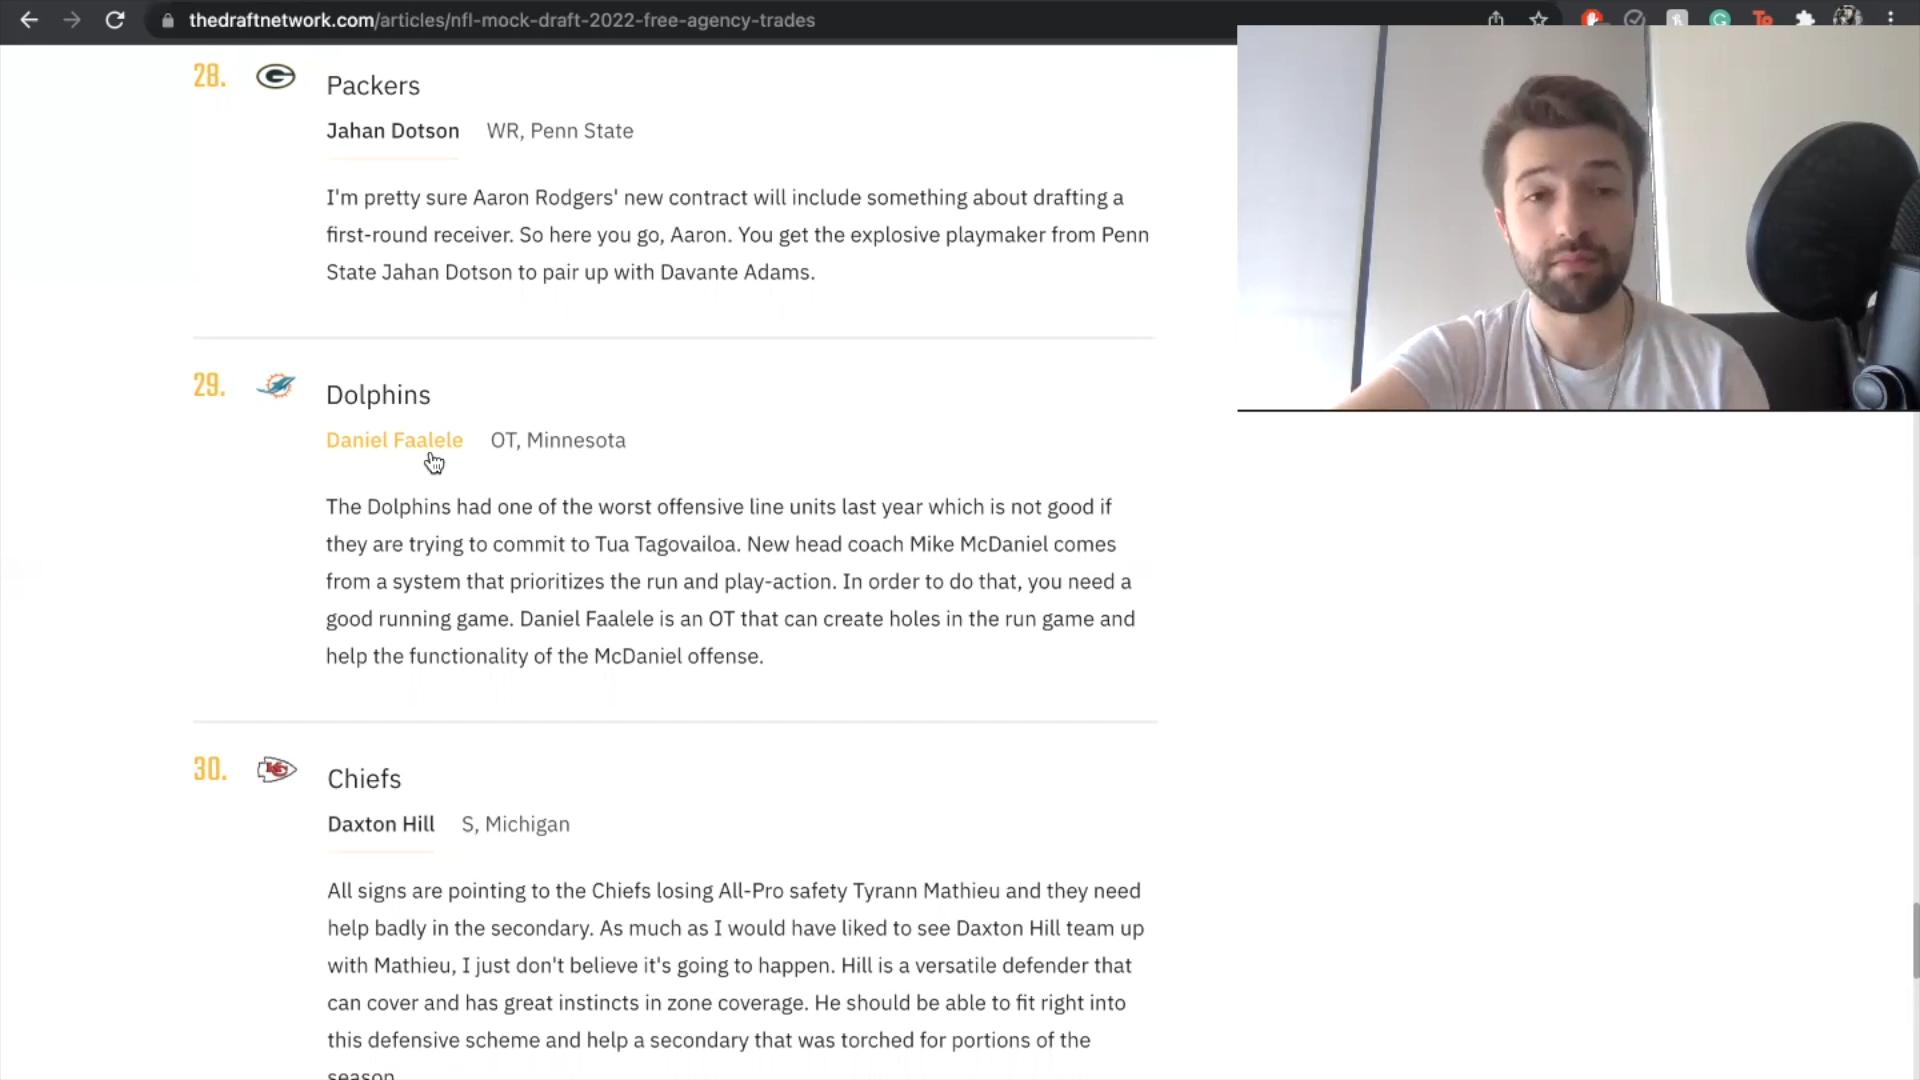 thedraftnetwork.com/articles/nfl-mock-draft-2022-free-agency-trades
28.
Packers
Jahan Dotson WR, Penn State
I'm pretty sure Aaron Rodgers' new contract will include something about drafting a
first-round receiver. So here you go, Aaron. You get the explosive playmaker from Penn
State Jahan Dotson to pair up with Davante Adams.
29.
Dolphins
Daniel Faalele OT, Minnesota
The Dolphins had one of the worst offensive line units last year which is not good if
they are trying to commit to Tua Tagovailoa. New head coach Mike McDaniel comes
from a system that prioritizes the run and play-action. In order to do that, you need a
good running game. Daniel Faalele is an OT that can create holes in the run game and
help the functionality of the McDaniel offense.
30.
Chiefs
Daxton Hill S, Michigan
All signs are pointing to the Chiefs losing All-Pro safety Tyrann Mathieu and they need
help badly in the secondary. As much as I would have liked to see Daxton Hill team up
with Mathieu, I just don't believe it's going to happen. Hill is a versatile defender that
can cover and has great instincts in zone coverage. He should be able to fit right into
this defensive scheme and help a secondary that was torched for portions of the
season.